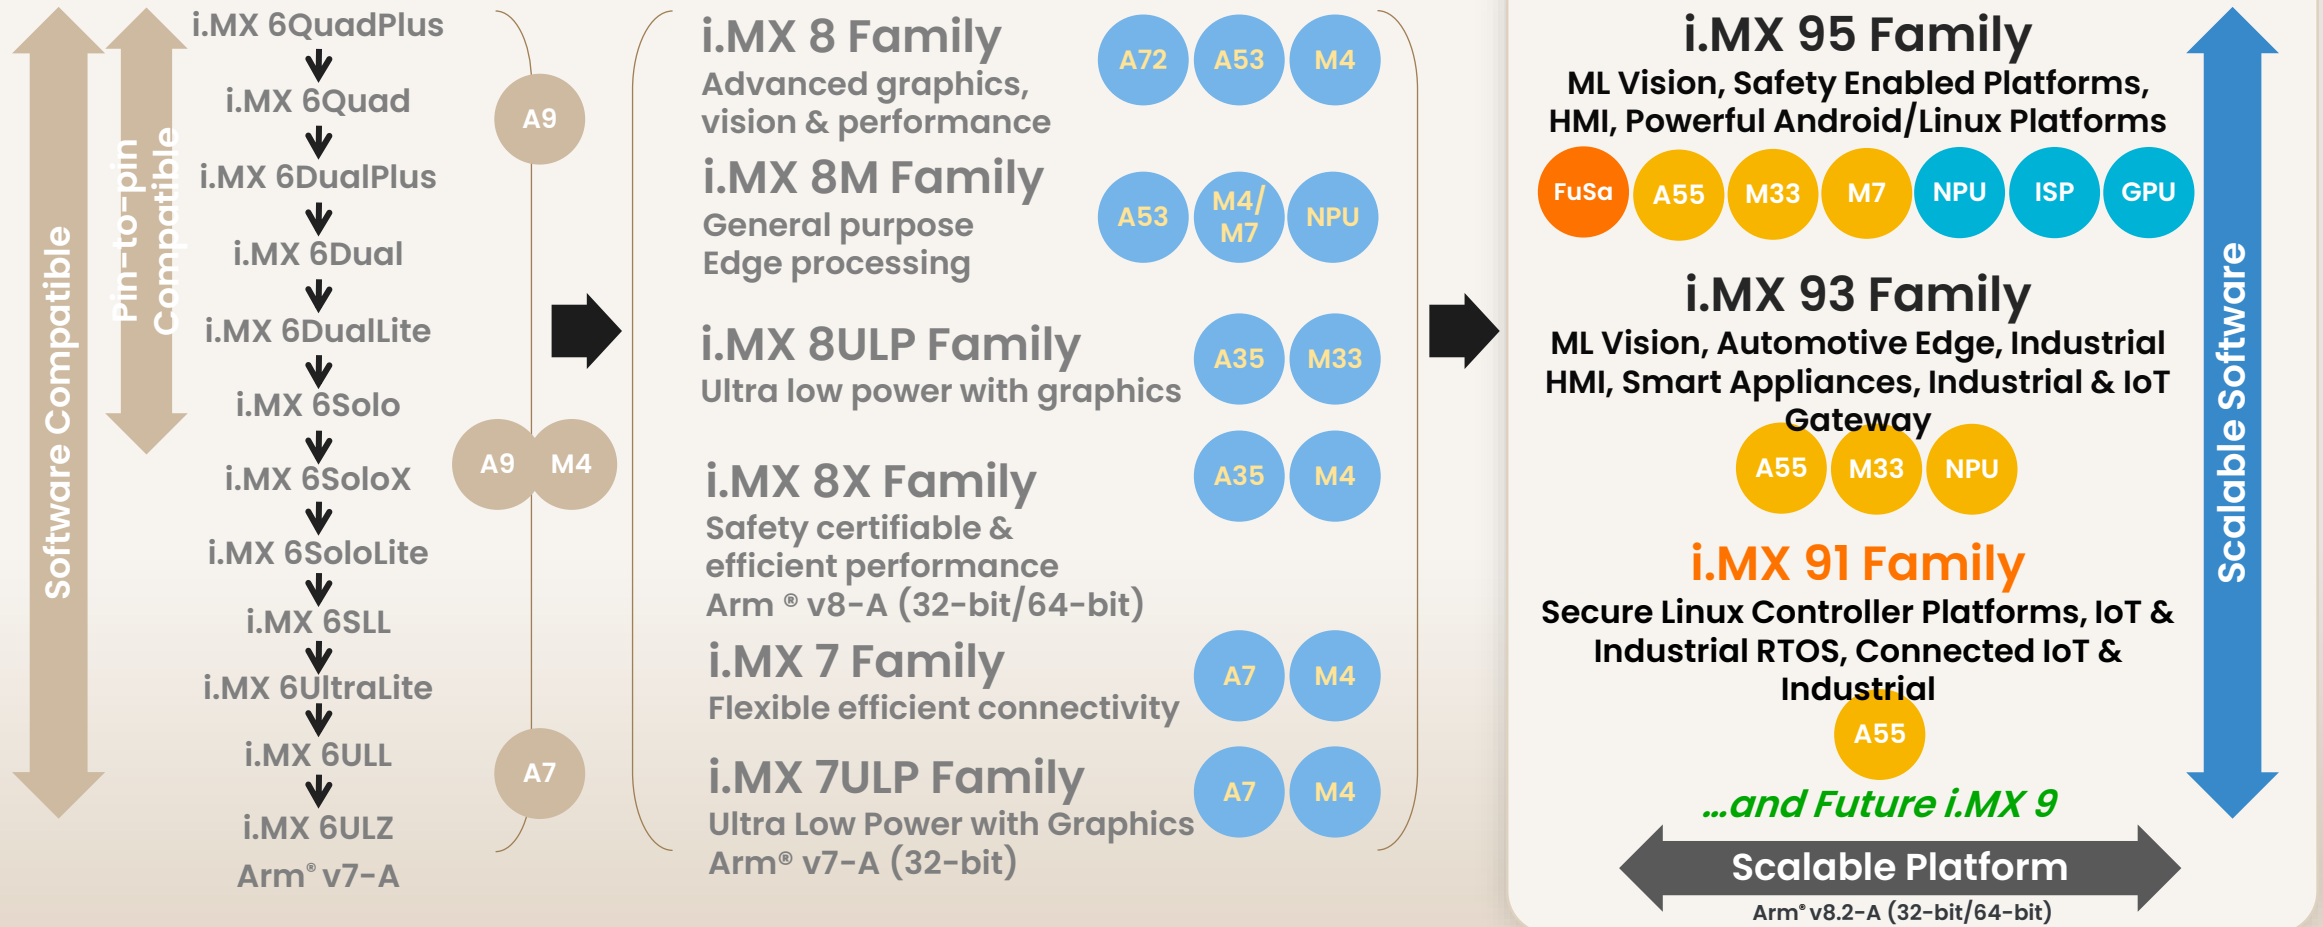 Software Compatible
Pin-to-pin
Compatible
i.MX 6QuadPlus
i.MX 6Quad
i.MX 6DualPlus
i.MX 6Dual
i.MX 6DualLite
i.MX 6Solo
i.MX 6SoloX
i.MX 6SoloLite
i.MX 6SLL
i.MX 6UltraLite
i.MX 6ULL
i.MX 6ULZ
Arm® v7-A
A9
A9 M4
A7
i.MX 8 Family
Advanced graphics,
vision & performance
A72 A53 M4
i.MX 8M Family
General purpose
Edge processing
A53 M4/
M7 NPU
i.MX 8ULP Family
Ultra low power with graphics
A35 M33
i.MX 8X Family
Safety certifiable &
efficient performance
Arm ® v8-A (32-bit/64-bit)
A35 M4
i.MX 7 Family
Flexible efficient connectivity
A7 M4
i.MX 7ULP Family
Ultra Low Power with Graphics
Arm® v7-A (32-bit)
A7 M4
i.MX 95 Family
ML Vision, Safety Enabled Platforms,
HMI, Powerful Android/Linux Platforms
FuSa A55 M33 M7 NPU ISP GPU
i.MX 93 Family
ML Vision, Automotive Edge, Industrial
HMI, Smart Appliances, Industrial & IoT
Gateway
A55 M33 NPU
i.MX 91 Family
Secure Linux Controller Platforms, IoT &
Industrial RTOS, Connected IoT &
Industrial
A55
...and Future i.MX 9
Scalable Platform
Arm® v8.2-A (32-bit/64-bit)
Scalable Software